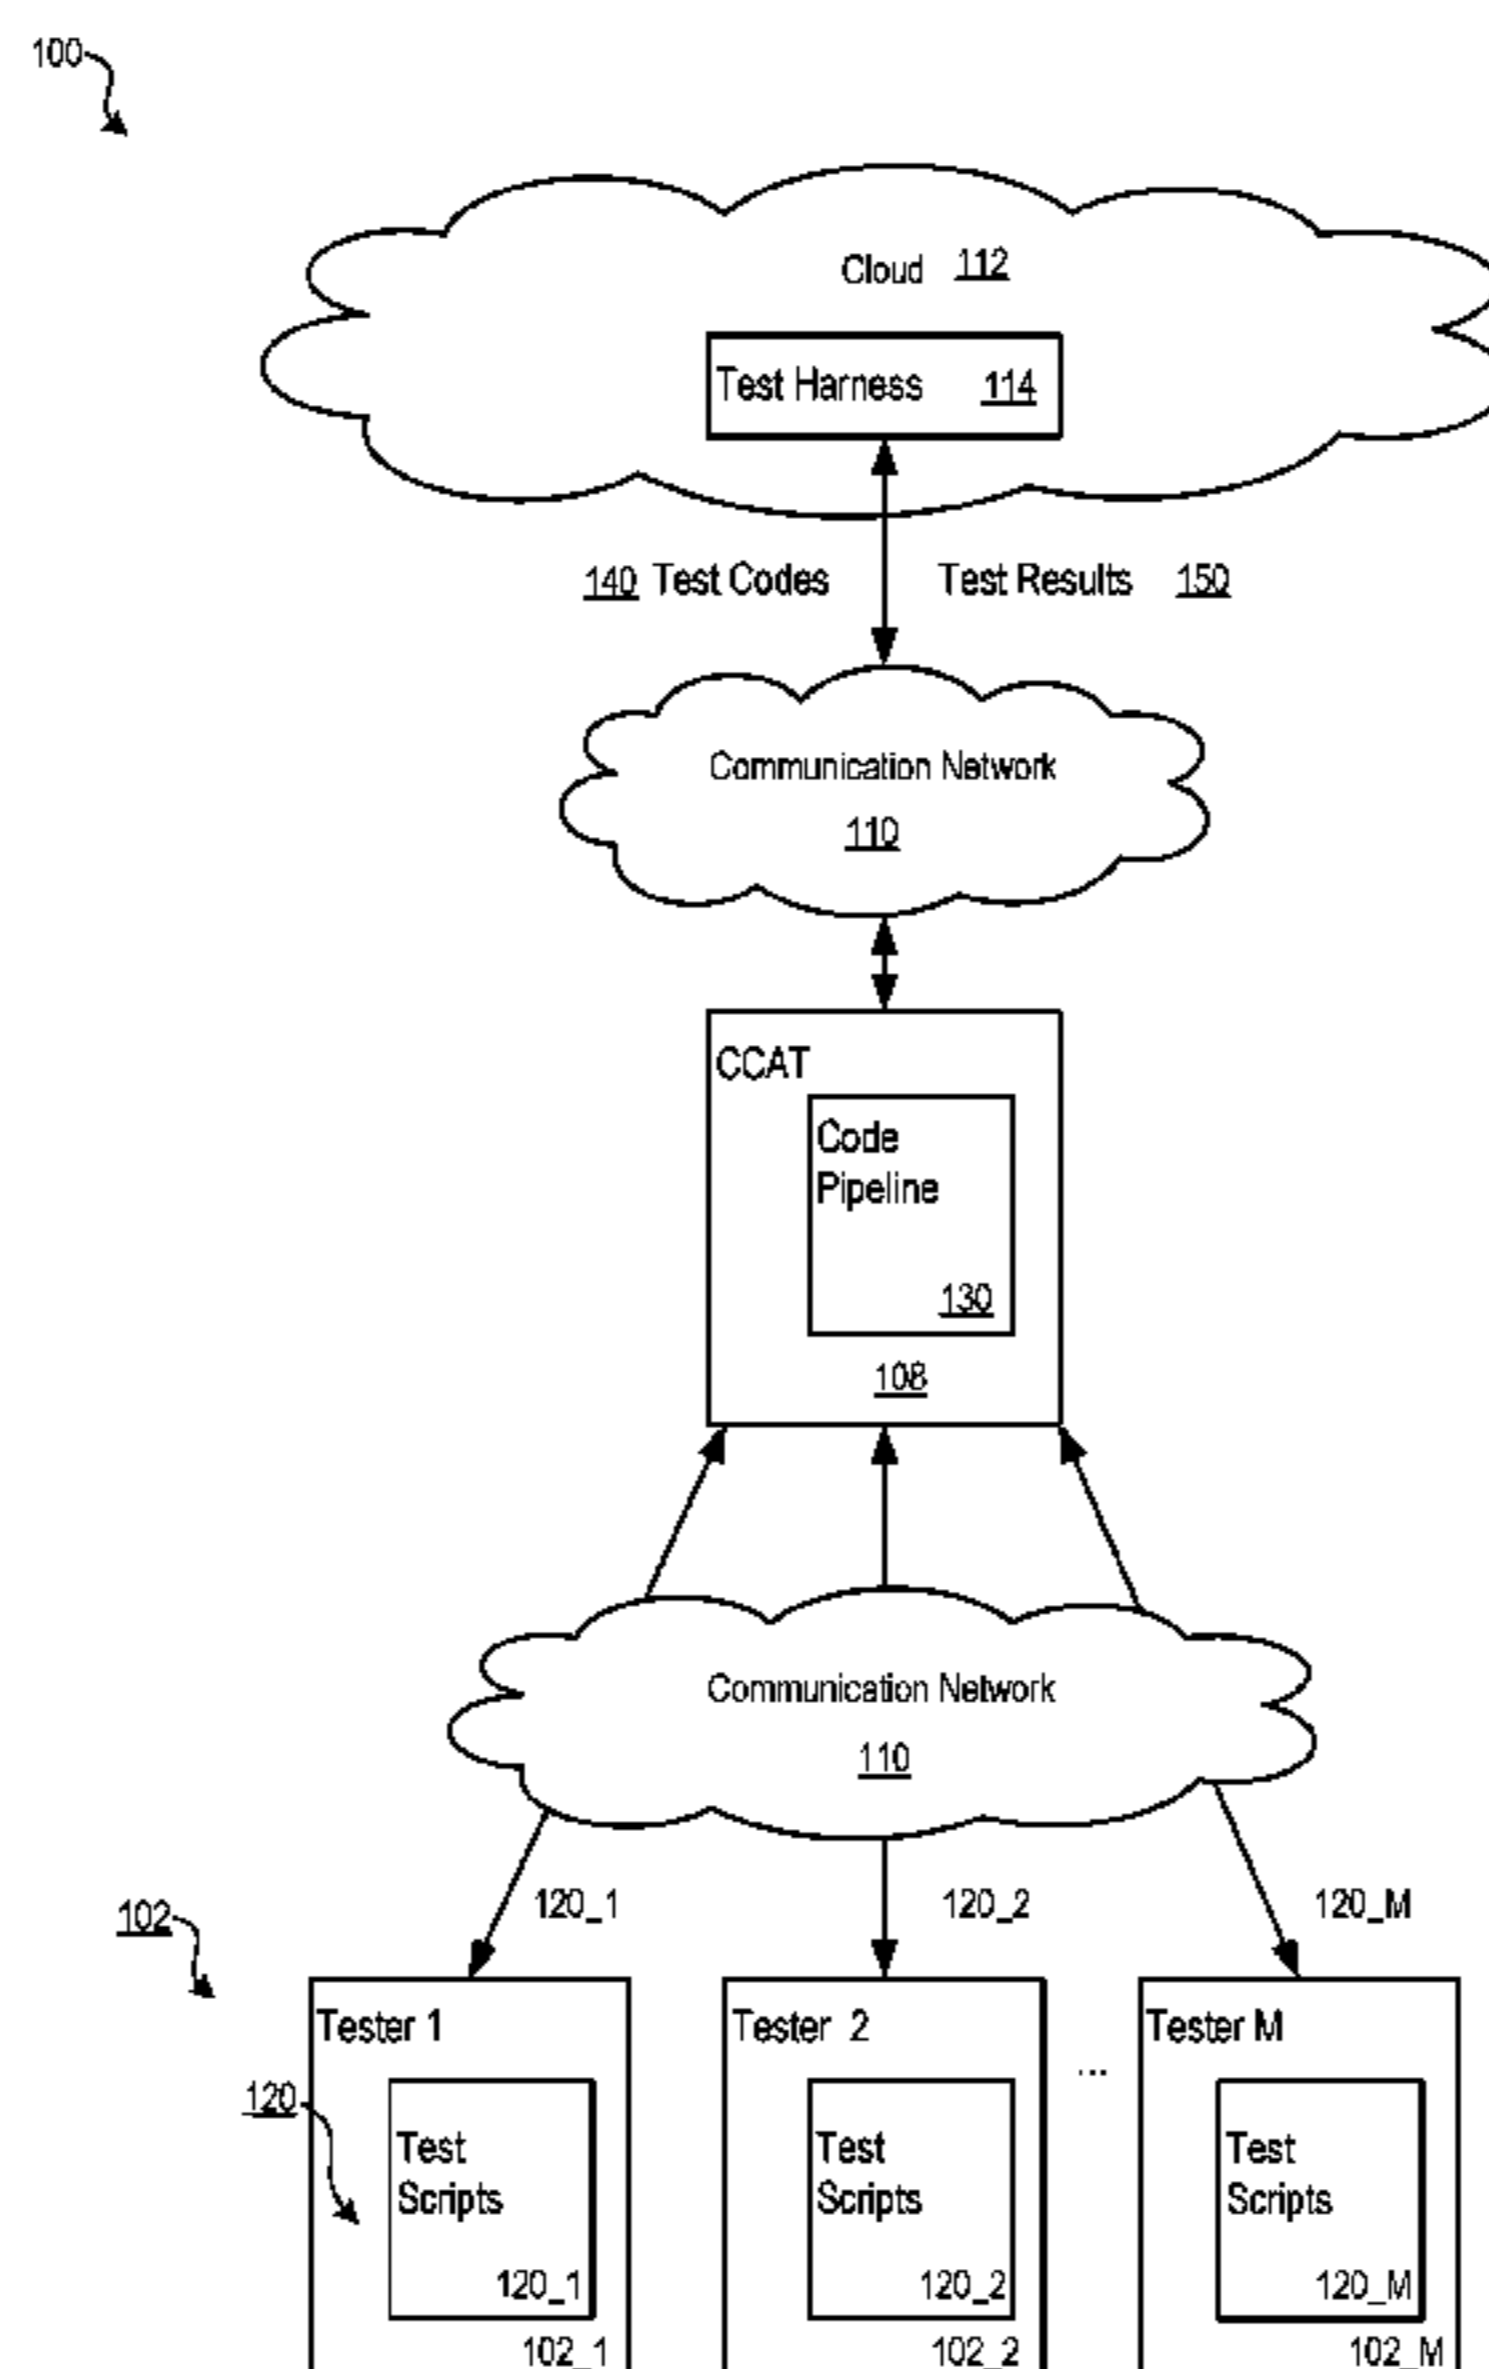 100
Cloud 112
Test Harness 114
140 Test Codes Test Results 150
Communication Network
110
CCAT
Code
Pipeline
130
108
Communication Network
110
102
120_1 120_2 120_M
Tester 1 Tester 2 ... Tester M
120
Test Test Test
Scripts Scripts Scripts
120_1 120_2 120_M
102_1 102_2 102_M